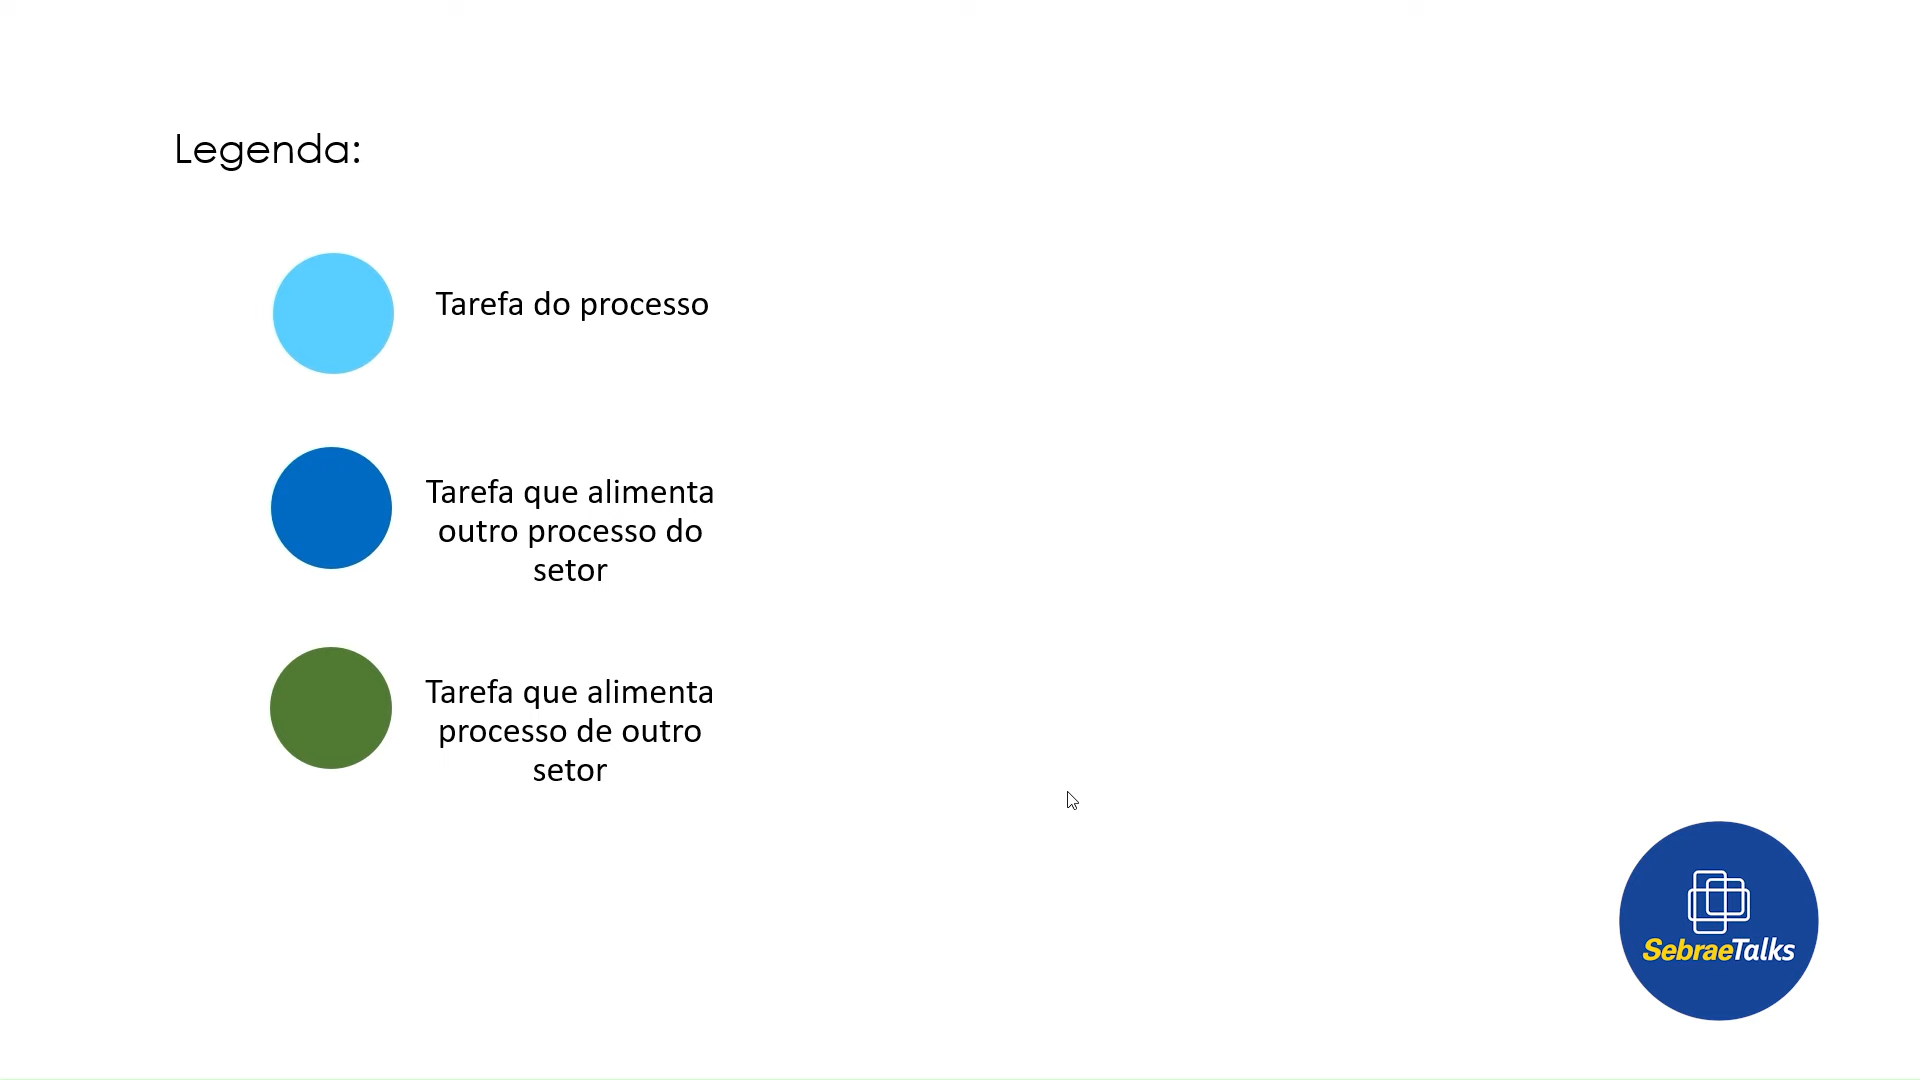 Legenda:
Tarefa do processo
Tarefa que alimenta
outro processo do
setor
Tarefa que alimenta
processo de outro
setor
SebraeTalks